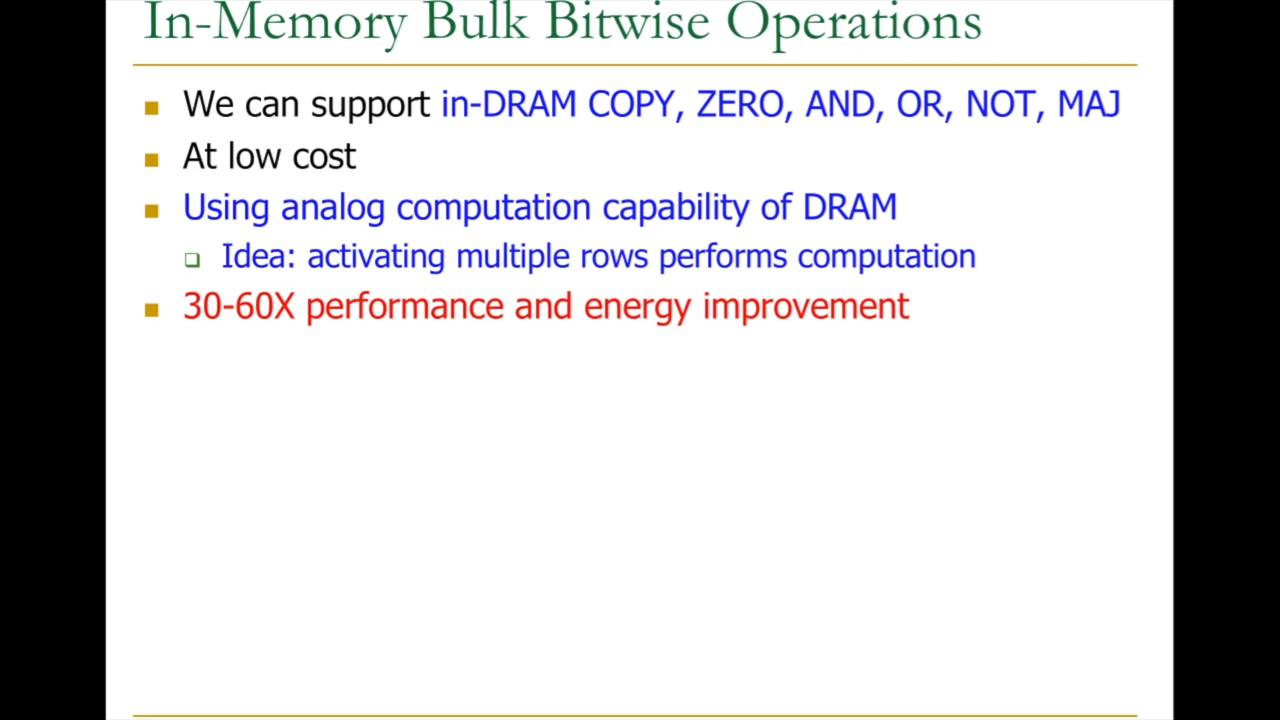 In-Memory Bulk Bitwise Operations
We can support in-DRAM COPY, ZERO, AND, OR, NOT, MAJ
At low cost
Using analog computation capability of DRAM
Idea: activating multiple rows performs computation
30-60X performance and energy improvement